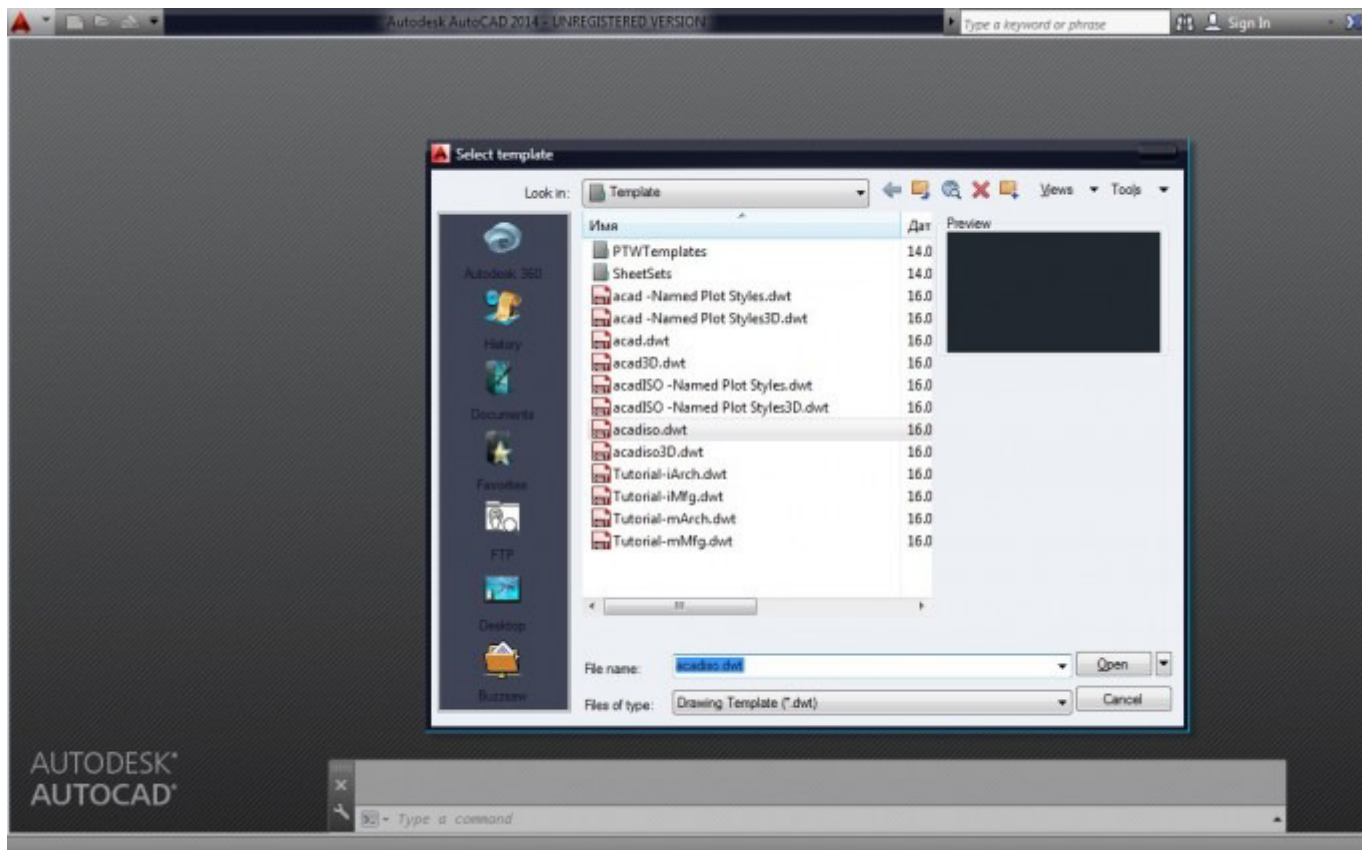 Autodesk AutoCAD 2014 - UNREGISTERED VERSION
Type a keyword or phrase
Sign In
Select template
Look in:
Template
Views
Tools
Autodesk 360
History
Documents
Favorites
FTP
Desktop
Buzzsaw
Имя
Дат
PTWTemplates
14.0
SheetSets
14.0
acad -Named Plot Styles.dwt
16.0
acad -Named Plot Styles3D.dwt
16.0
acad.dwt
16.0
acad3D.dwt
16.0
acadISO -Named Plot Styles.dwt
16.0
acadISO -Named Plot Styles3D.dwt
16.0
acadiso.dwt
16.0
acadiso3D.dwt
16.0
Tutorial-iArch.dwt
16.0
Tutorial-iMfg.dwt
16.0
Tutorial-mArch.dwt
16.0
Tutorial-mMfg.dwt
16.0
Preview
File name:
acadiso.dwt
Open
Files of type:
Drawing Template (*.dwt)
Cancel
AUTODESK®
AUTOCAD®
Type a command